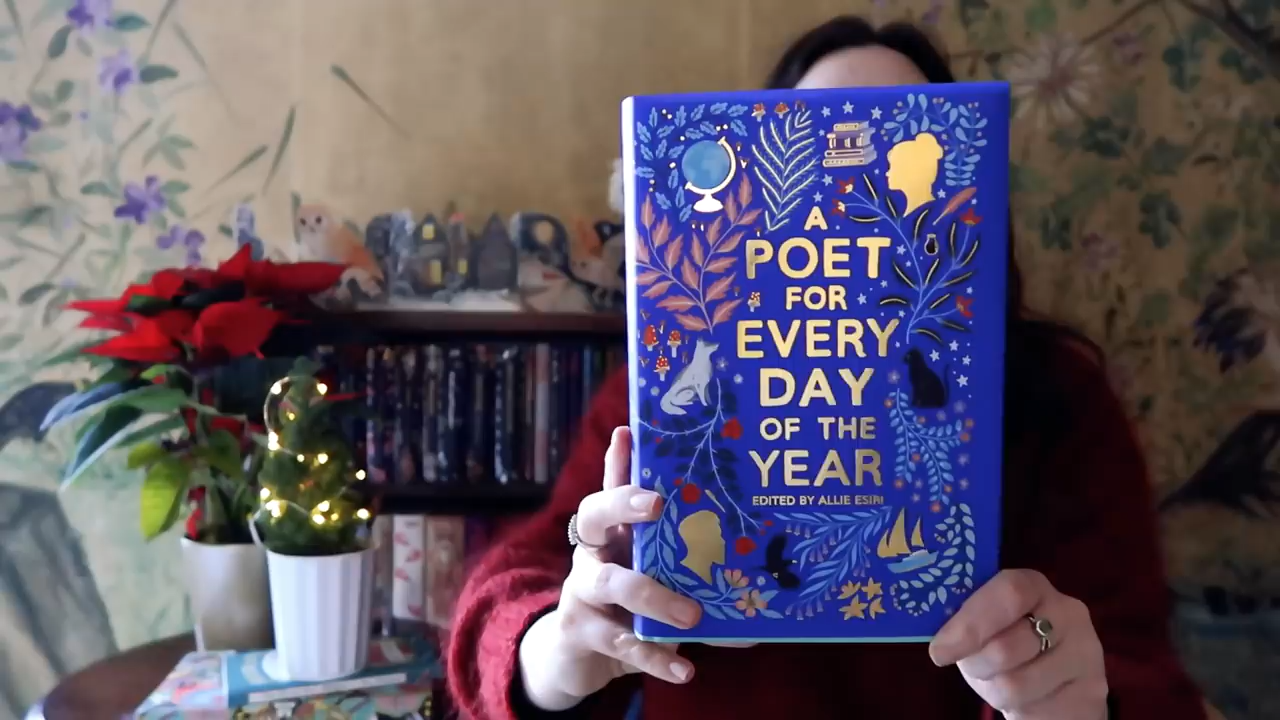 A
POET
FOR
EVERY
DAY
OF THE
YEAR
EDITED BY ALLIE ESIRI